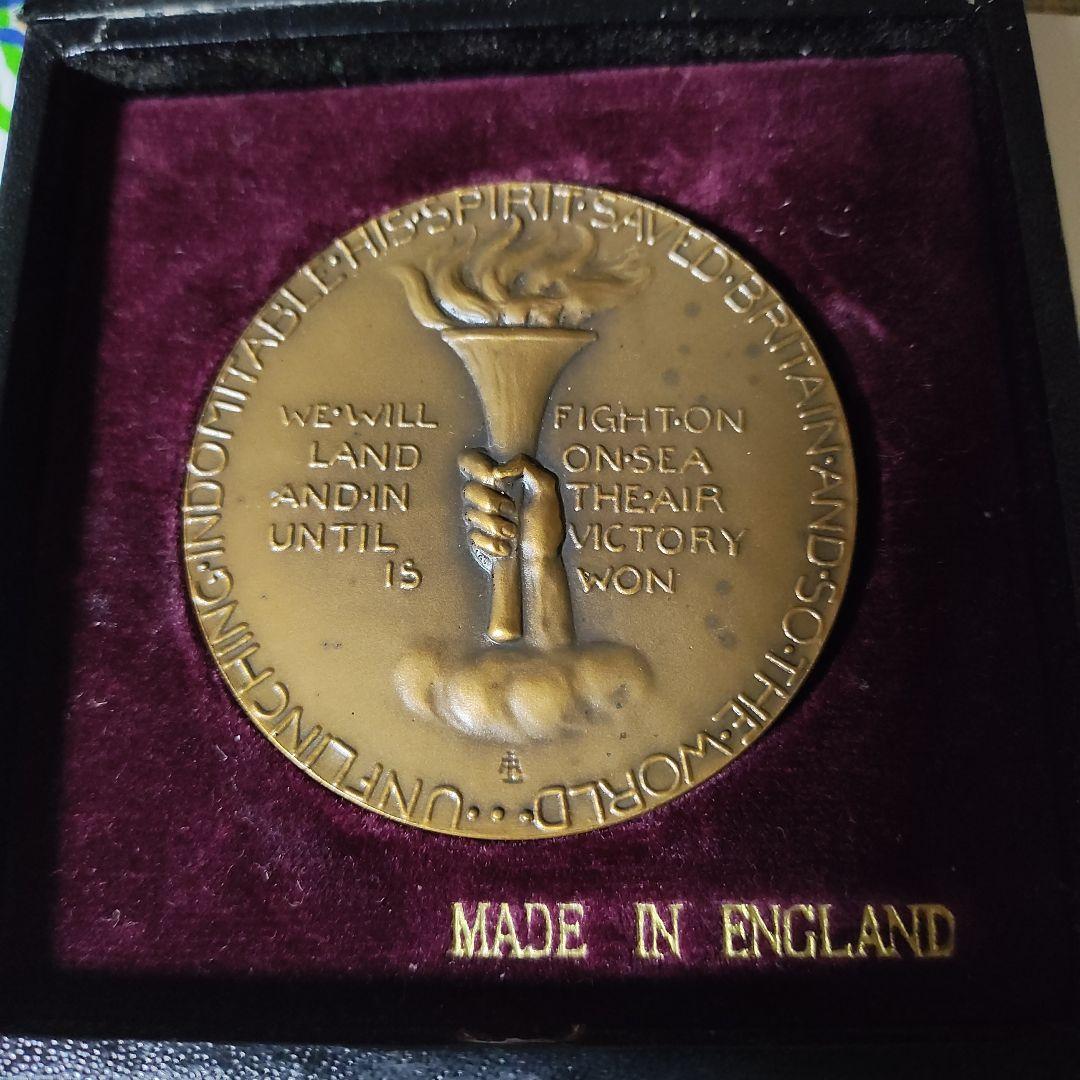 UNFLINCHING·INDOMITABLE·HIS·SPIRIT·SAVED·BRITAIN·AND·SO·THE·WORLD···
WE·WILL FIGHT·ON
LAND ON·SEA
AND·IN THE·AIR
UNTIL VICTORY
IS WON
MADE IN ENGLAND